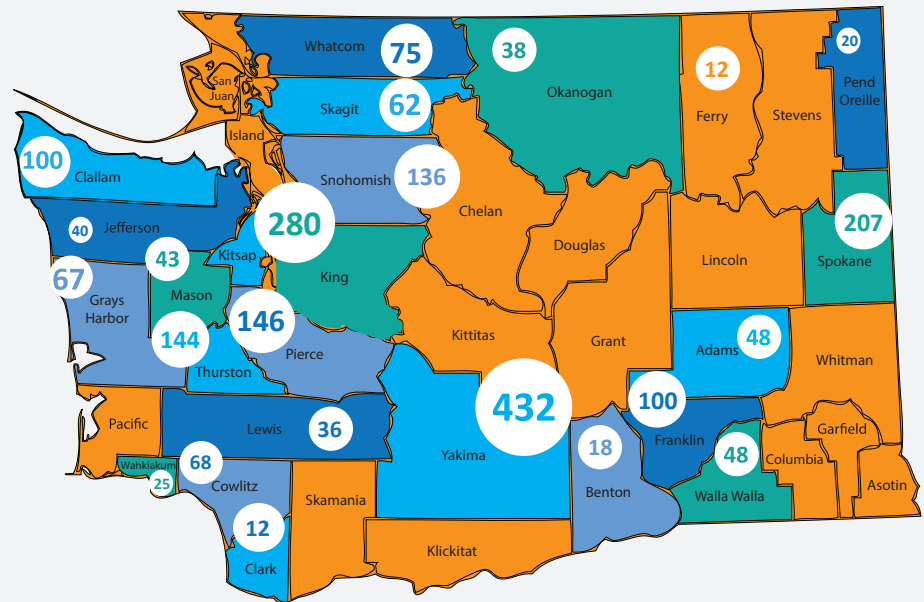 Whatcom
75
38
Okanogan
12
Ferry
Stevens
20
Pend
Oreille
San
Juan
Skagit
62
Island
100
Clallam
Snohomish
136
Chelan
Jefferson
40
280
Kitsap
King
Douglas
Lincoln
207
Spokane
43
Mason
67
Grays
Harbor
146
Pierce
144
Thurston
Kittitas
Grant
48
Adams
Whitman
432
Yakima
100
Franklin
Pacific
Lewis
36
18
Benton
48
Walla Walla
Columbia
Garfield
Asotin
Wahkiakum
25
68
Cowlitz
Skamania
12
Clark
Klickitat